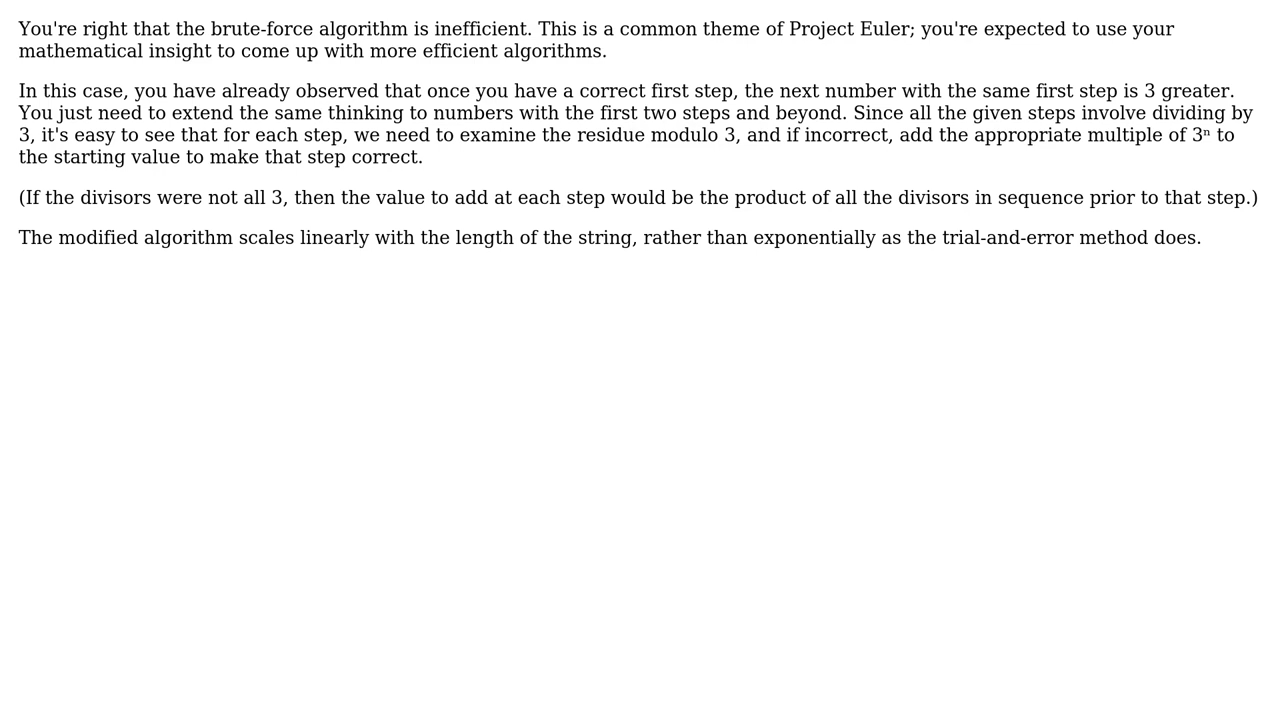 You're right that the brute-force algorithm is inefficient. This is a common theme of Project Euler; you're expected to use your
mathematical insight to come up with more efficient algorithms.
In this case, you have already observed that once you have a correct first step, the next number with the same first step is 3 greater.
You just need to extend the same thinking to numbers with the first two steps and beyond. Since all the given steps involve dividing by
3, it's easy to see that for each step, we need to examine the residue modulo 3, and if incorrect, add the appropriate multiple of 3ⁿ to
the starting value to make that step correct.
(If the divisors were not all 3, then the value to add at each step would be the product of all the divisors in sequence prior to that step.)
The modified algorithm scales linearly with the length of the string, rather than exponentially as the trial-and-error method does.